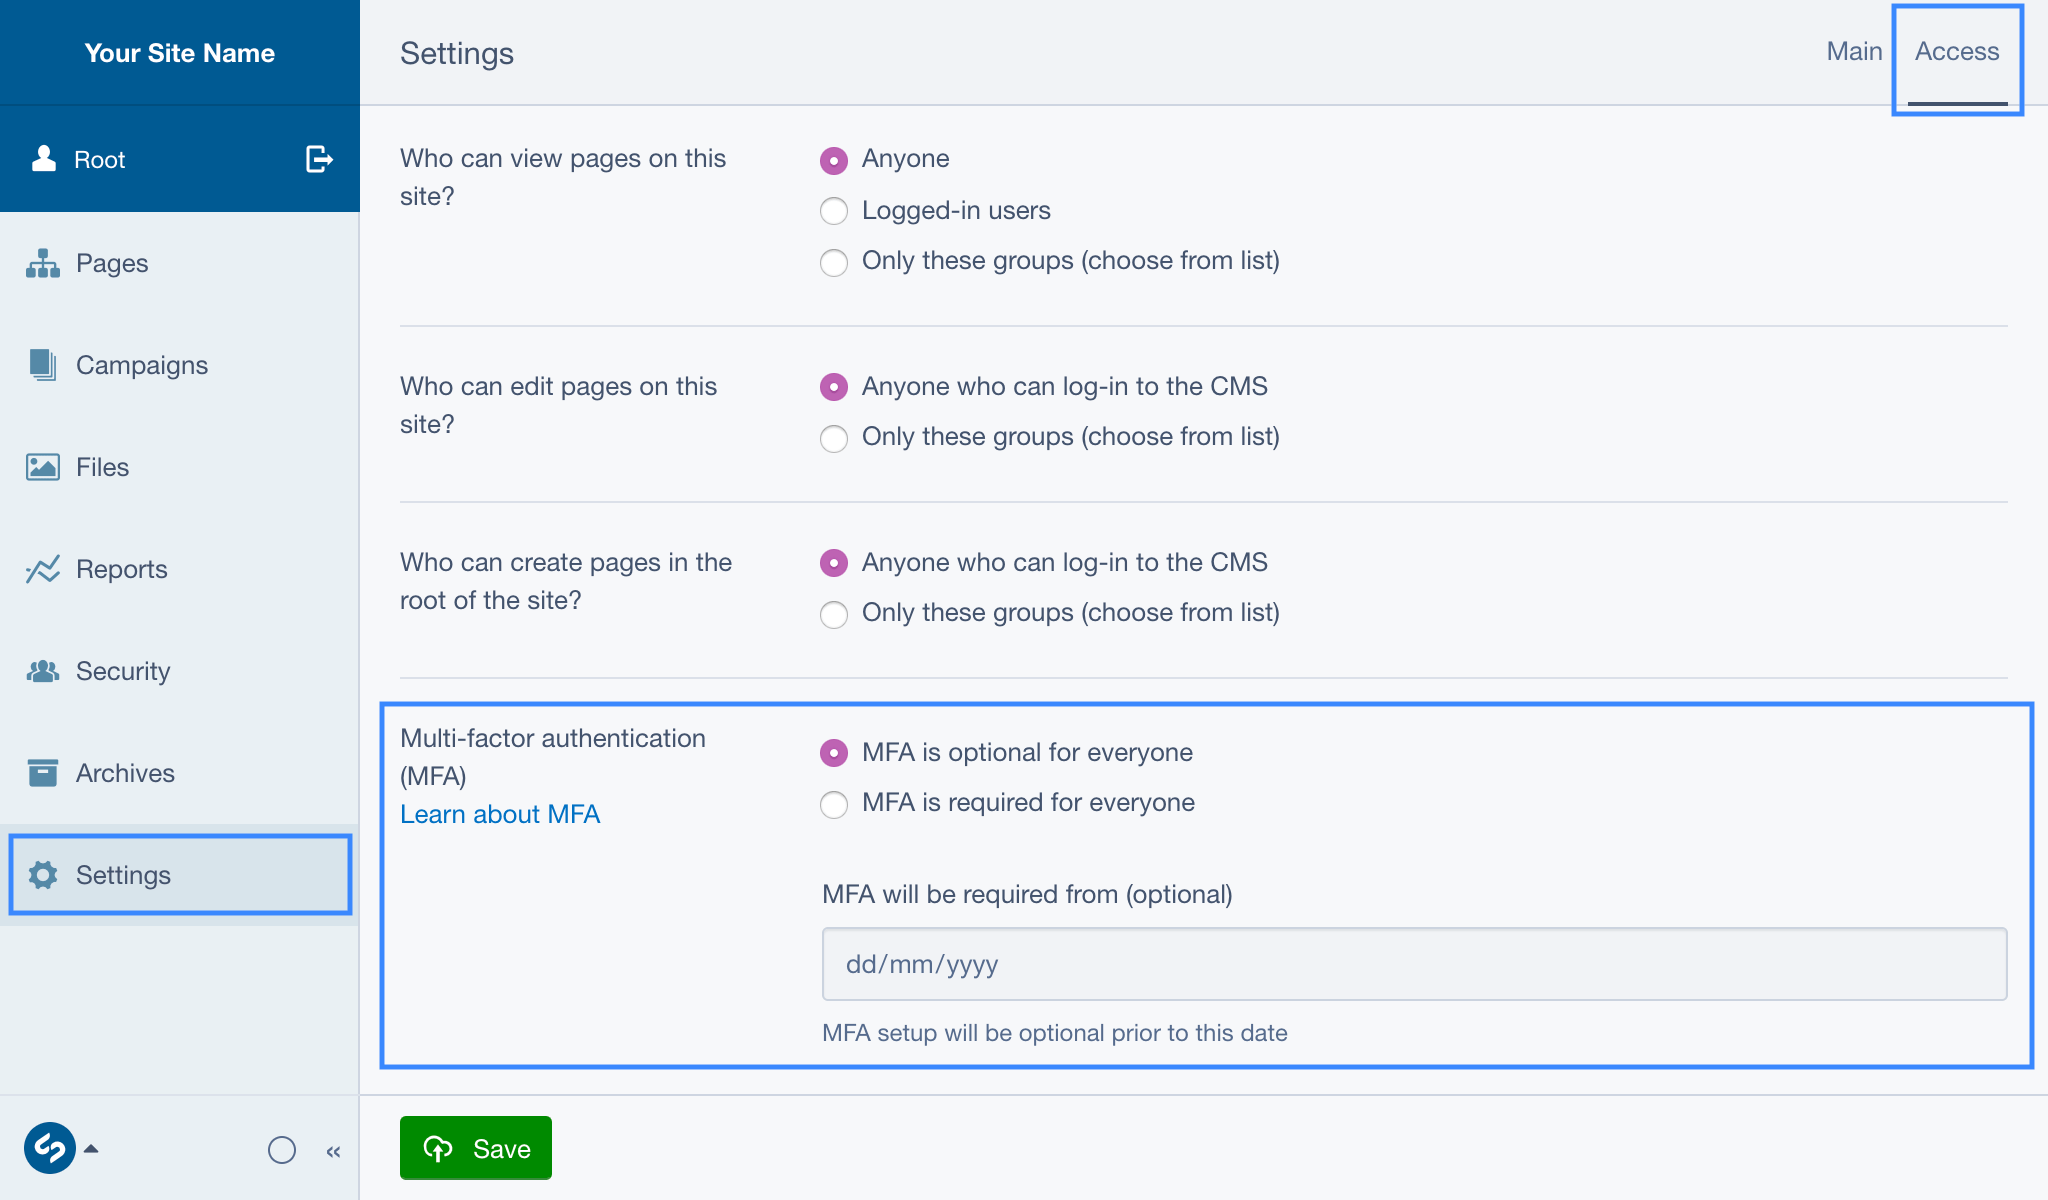 Your Site Name
Root
Pages
Campaigns
Files
Reports
Security
Archives
Settings
«
Settings
Main
Access
Who can view pages on this
site?
Anyone
Logged-in users
Only these groups (choose from list)
Who can edit pages on this
site?
Anyone who can log-in to the CMS
Only these groups (choose from list)
Who can create pages in the
root of the site?
Anyone who can log-in to the CMS
Only these groups (choose from list)
Multi-factor authentication
(MFA)
Learn about MFA
MFA is optional for everyone
MFA is required for everyone
MFA will be required from (optional)
dd/mm/yyyy
MFA setup will be optional prior to this date
Save